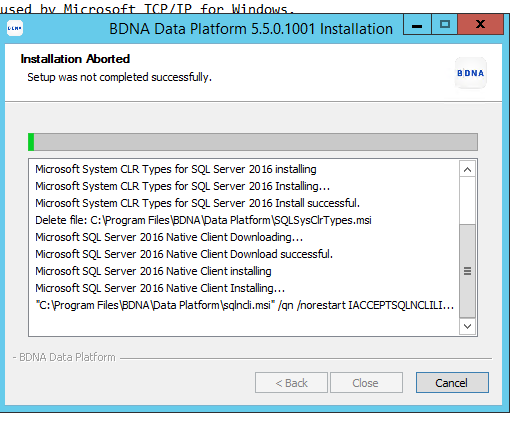 used by Microsoft TCP/IP for Windows.
BDNA Data Platform 5.5.0.1001 Installation
Installation Aborted
Setup was not completed successfully.
BDNA
Microsoft System CLR Types for SQL Server 2016 installing
Microsoft System CLR Types for SQL Server 2016 Installing...
Microsoft System CLR Types for SQL Server 2016 Install successful.
Delete file: C:\Program Files\BDNA\Data Platform\SQLSysClrTypes.msi
Microsoft SQL Server 2016 Native Client Downloading...
Microsoft SQL Server 2016 Native Client Download successful.
Microsoft SQL Server 2016 Native Client installing
Microsoft SQL Server 2016 Native Client Installing...
"C:\Program Files\BDNA\Data Platform\sqlncli.msi" /qn /norestart IACCEPTSQLNCLILI...
BDNA Data Platform
< Back Close Cancel